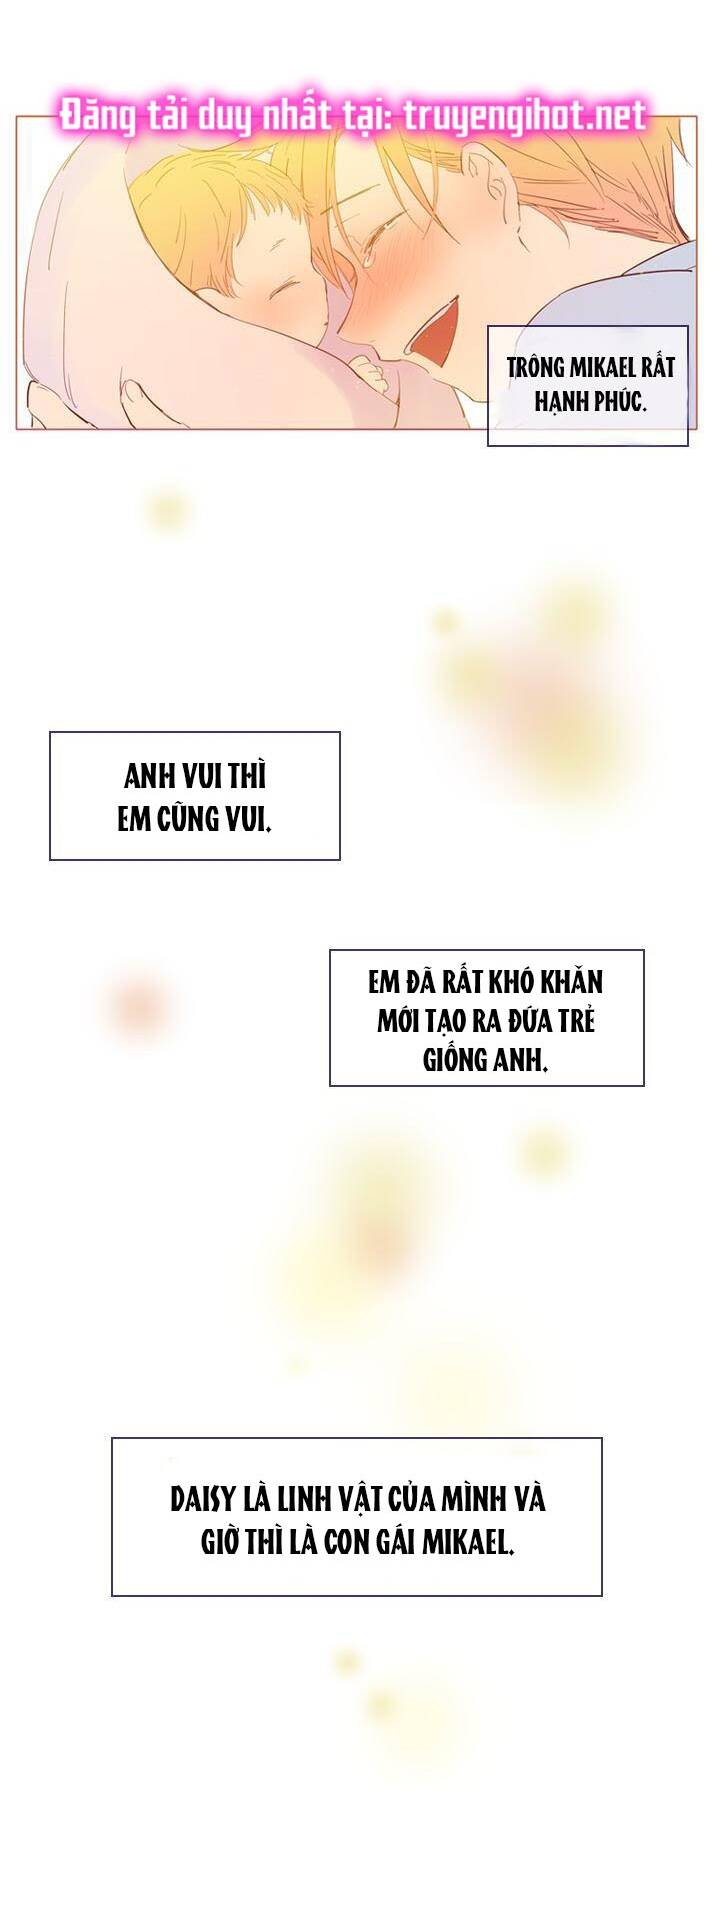 Đăng tải duy nhất tại: truyengihot.net
TRÔNG MIKAEL RẤT
HẠNH PHÚC.
ANH VUI THÌ
EM CŨNG VUI.
EM ĐÃ RẤT KHÓ KHĂN
MỚI TẠO RA ĐỨA TRẺ
GIỐNG ANH.
DAISY LÀ LINH VẬT CỦA MÌNH VÀ
GIỜ THÌ LÀ CON GÁI MIKAEL.